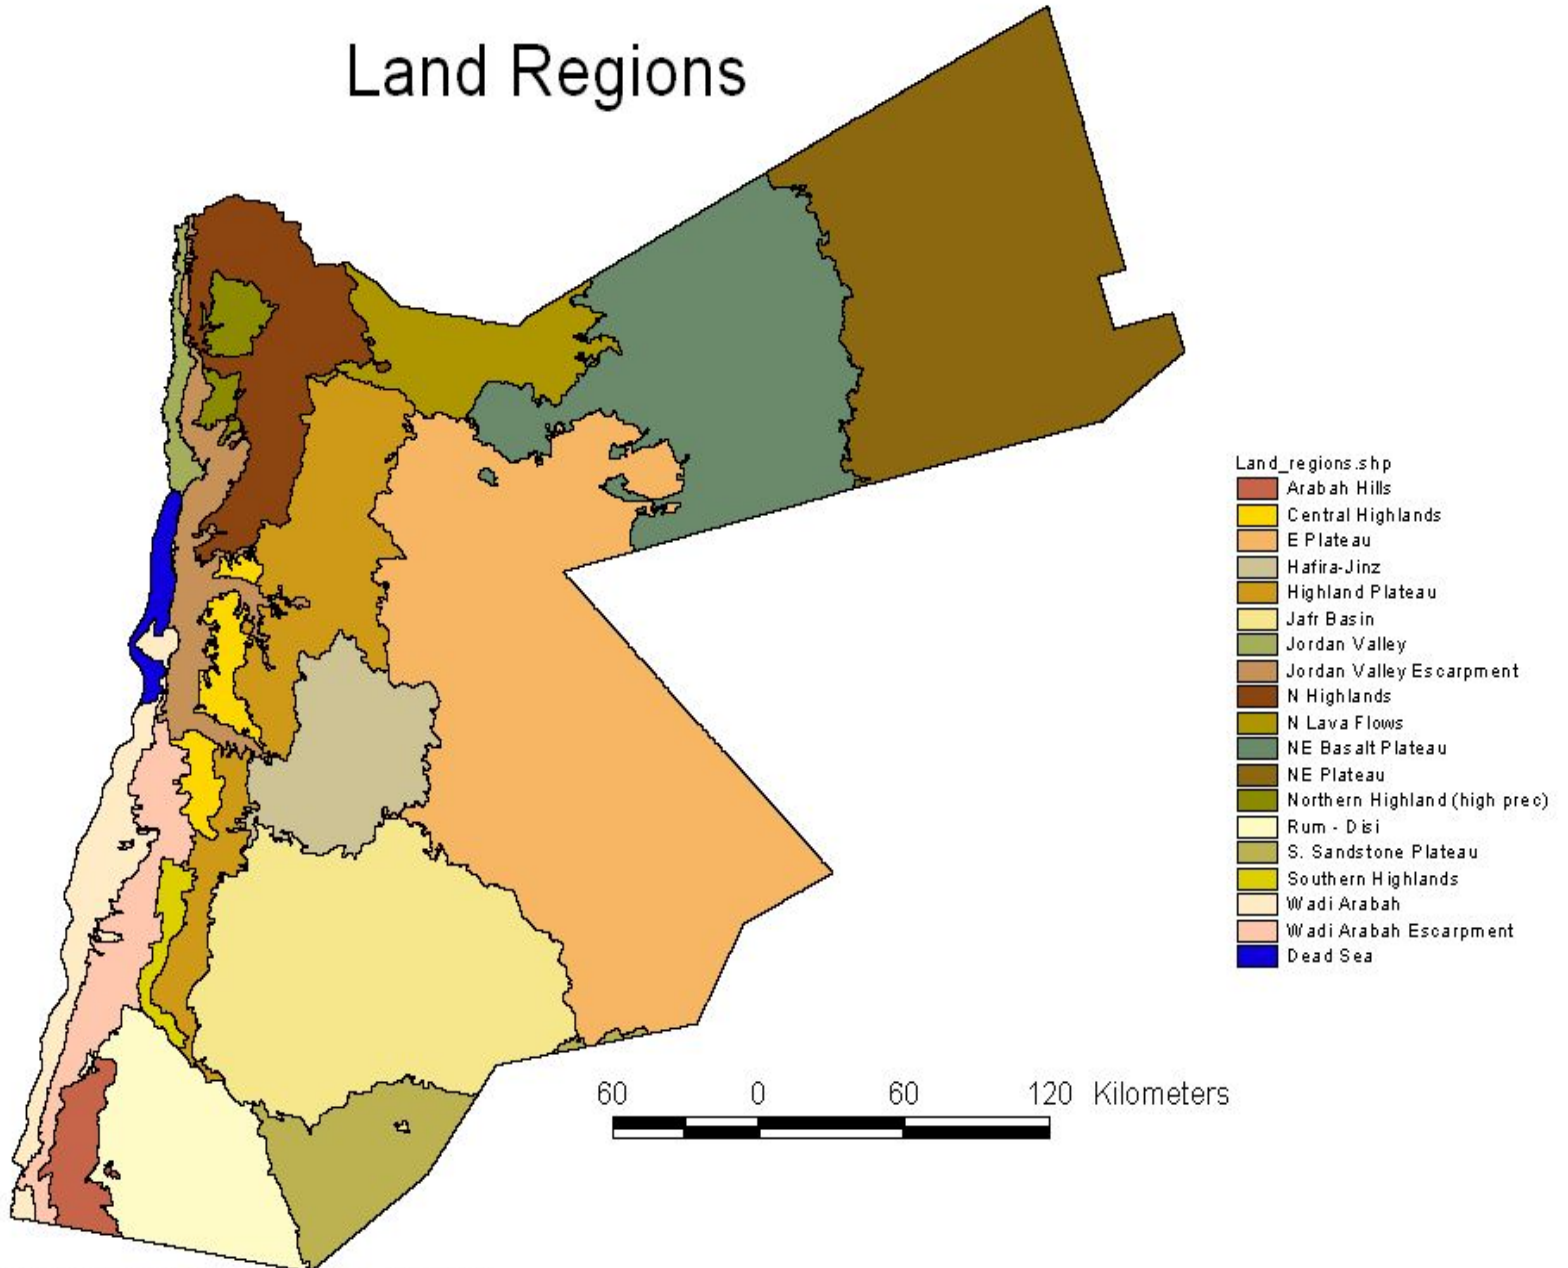 Land Regions
Land_regions.shp
Arabah Hills
Central Highlands
E Plateau
Hafira-Jinz
Highland Plateau
Jafr Basin
Jordan Valley
Jordan Valley Escarpment
N Highlands
N Lava Flows
NE Basalt Plateau
NE Plateau
Northern Highland (high prec)
Rum - Disi
S. Sandstone Plateau
Southern Highlands
Wadi Arabah
Wadi Arabah Escarpment
Dead Sea
60 0 60 120 Kilometers